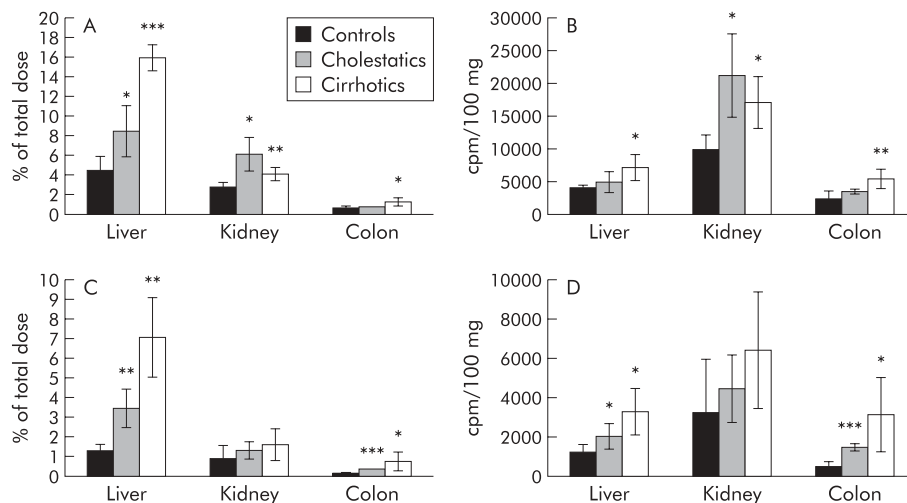 A
% of total dose
20
18
16
14
12
10
8
6
4
2
0
*
***
*
**
*
Liver
Kidney
Colon
Controls
Cholestatics
Cirrhotics
B
cpm/100 mg
30000
25000
20000
15000
10000
5000
0
*
*
*
**
Liver
Kidney
Colon
C
% of total dose
10
9
8
7
6
5
4
3
2
1
0
**
**
***
*
Liver
Kidney
Colon
D
cpm/100 mg
10000
8000
6000
4000
2000
0
*
*
***
*
Liver
Kidney
Colon